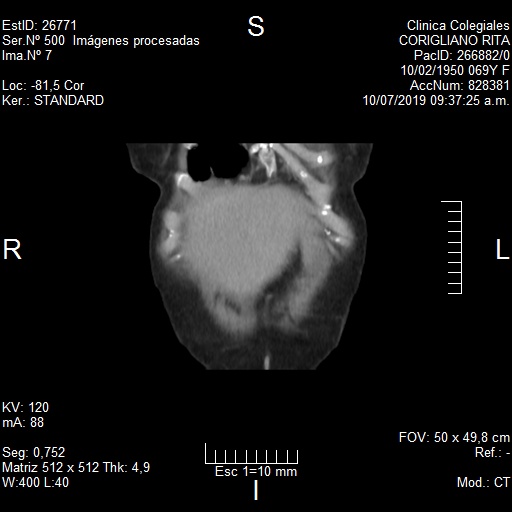 EstID: 26771
Ser.Nº 500 Imágenes procesadas
Ima.Nº 7
Loc: -81,5 Cor
Ker.: STANDARD
S
Clinica Colegiales
CORIGLIANO RITA
PacID: 266882/0
10/02/1950 069Y F
AccNum: 828381
10/07/2019 09:37:25 a.m.
R
L
KV: 120
mA: 88
Seg: 0,752
Matriz 512 x 512 Thk: 4,9
W:400 L:40
Esc 1=10 mm
I
FOV: 50 x 49,8 cm
Ref.: -
Mod.: CT